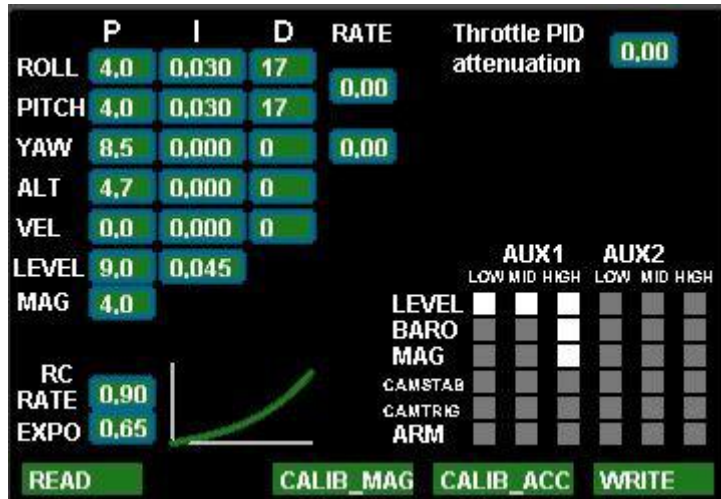 P I D RATE Throttle PID
attenuation 0,00
ROLL 4,0 0,030 17
0,00
PITCH 4,0 0,030 17
YAW 8,5 0,000 0 0,00
ALT 4,7 0,000 0
VEL 0,0 0,000 0
LEVEL 9,0 0,045
MAG 4,0
AUX1 AUX2
LOW MID HIGH LOW MID HIGH
LEVEL
BARO
MAG
CAMSTAB
CAMTRIG
ARM
RC
RATE 0,90
EXPO 0,65
READ CALIB_MAG CALIB_ACC WRITE